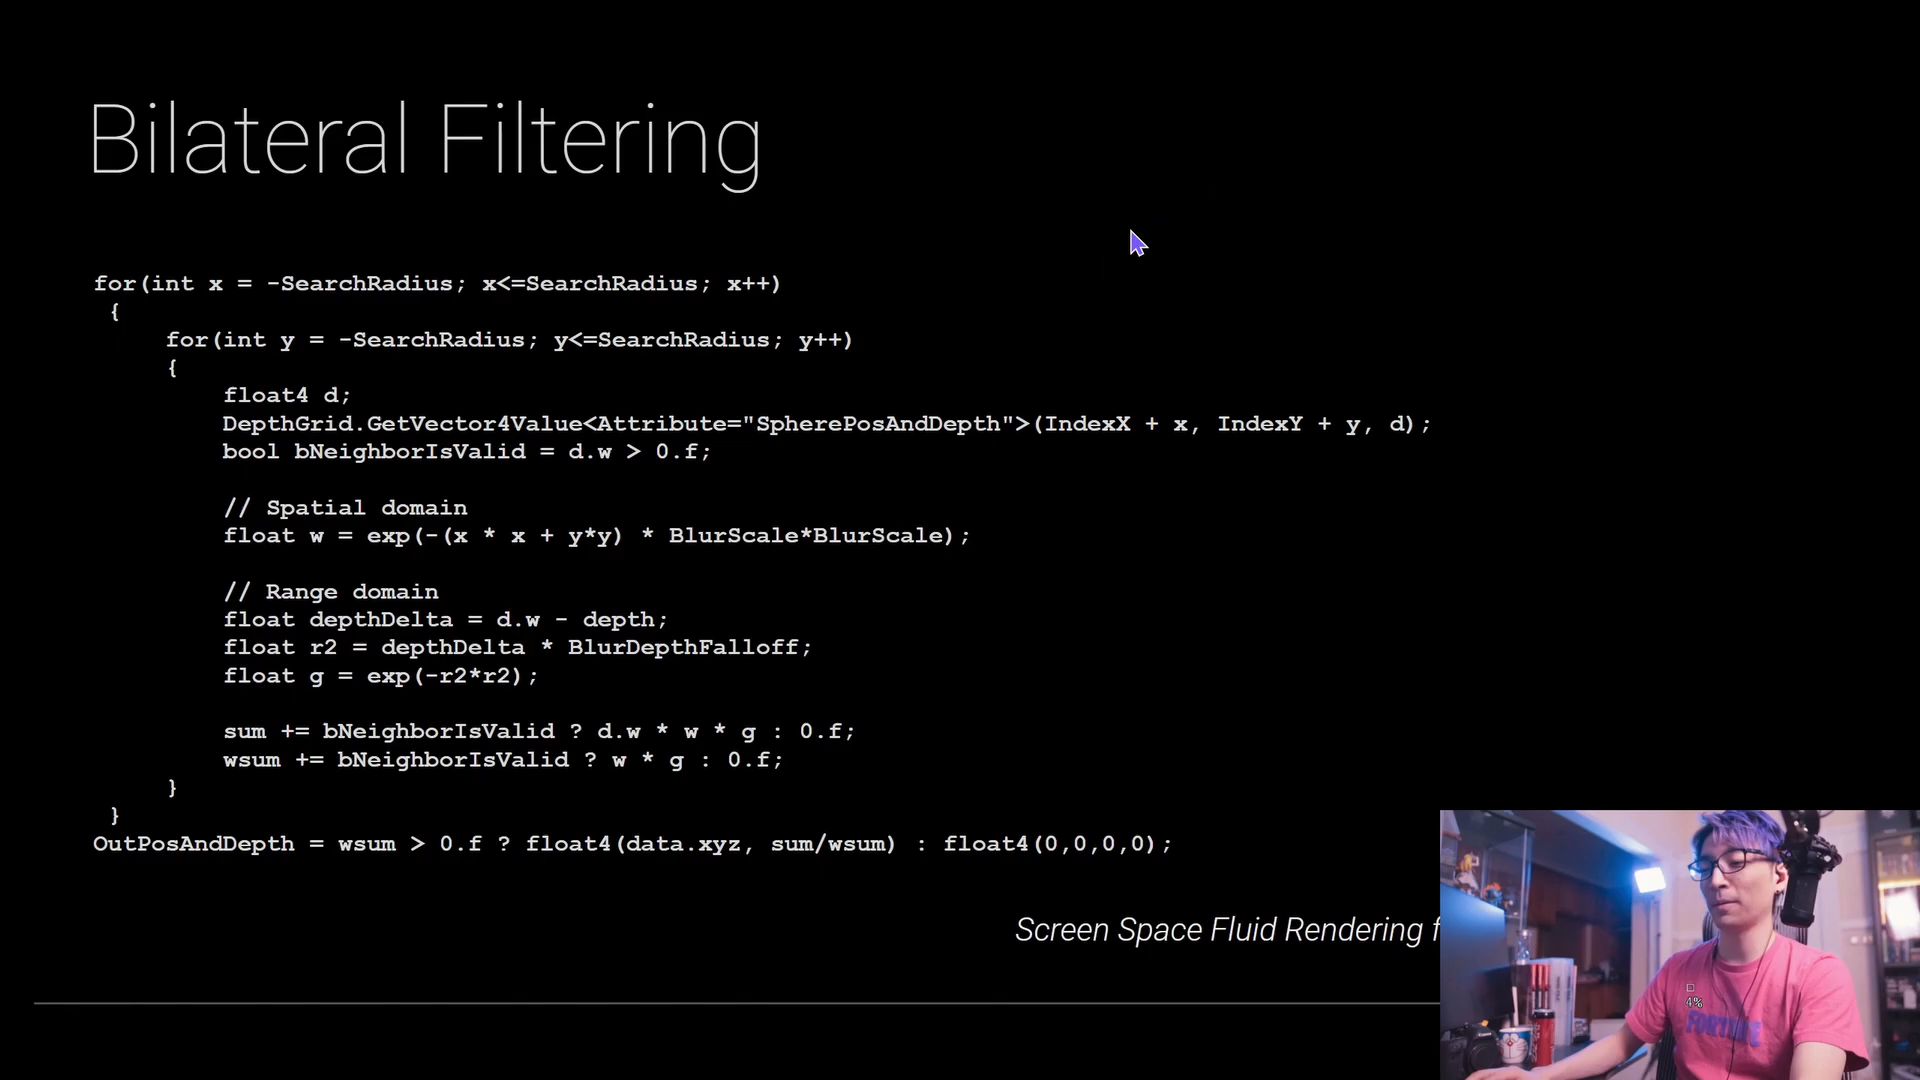 Bilateral Filtering
for(int x = -SearchRadius; x<=SearchRadius; x++)
{
for(int y = -SearchRadius; y<=SearchRadius; y++)
{
float4 d;
DepthGrid.GetVector4Value<Attribute="SpherePosAndDepth">(IndexX + x, IndexY + y, d);
bool bNeighborIsValid = d.w > 0.f;
// Spatial domain
float w = exp(-(x * x + y*y) * BlurScale*BlurScale);
// Range domain
float depthDelta = d.w - depth;
float r2 = depthDelta * BlurDepthFalloff;
float g = exp(-r2*r2);
sum += bNeighborIsValid ? d.w * w * g : 0.f;
wsum += bNeighborIsValid ? w * g : 0.f;
}
}
OutPosAndDepth = wsum > 0.f ? float4(data.xyz, sum/wsum) : float4(0,0,0,0);
Screen Space Fluid Rendering f
4%